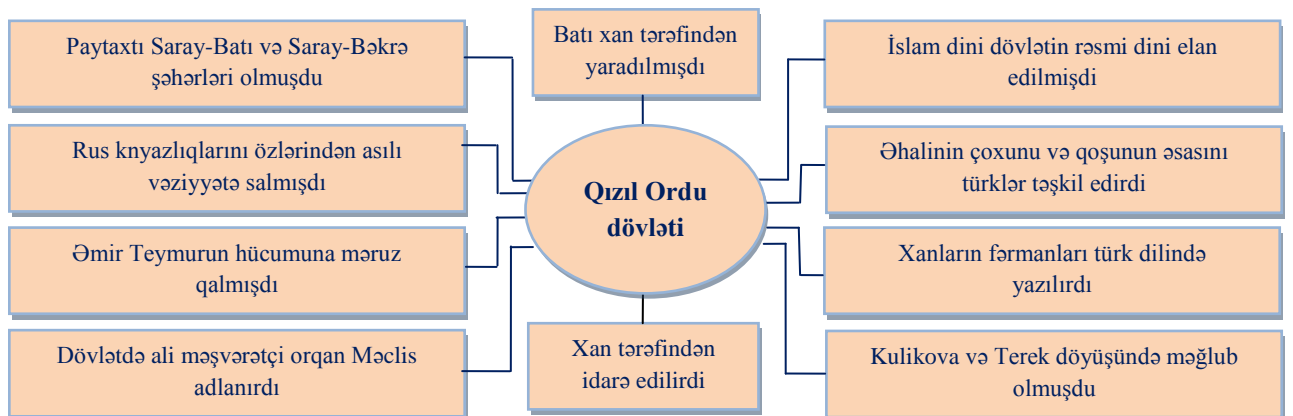 Paytaxtı Saray-Batı və Saray-Bəkrə
şəhərləri olmuşdu
Rus knyazlıqlarını özlərindən asılı
vəziyyətə salmışdı
Əmir Teymurun hücumuna məruz
qalmışdı
Dövlətdə ali məşvərətçi orqan Məclis
adlanırdı
Batı xan tərəfindən
yaradılmışdı
Qızıl Ordu
dövləti
Xan tərəfindən
idarə edilirdi
İslam dini dövlətin rəsmi dini elan
edilmişdi
Əhalinin çoxunu və qoşunun əsasını
türklər təşkil edirdi
Xanların fərmanları türk dilində
yazılırdı
Kulikova və Terek döyüşündə məğlub
olmuşdu